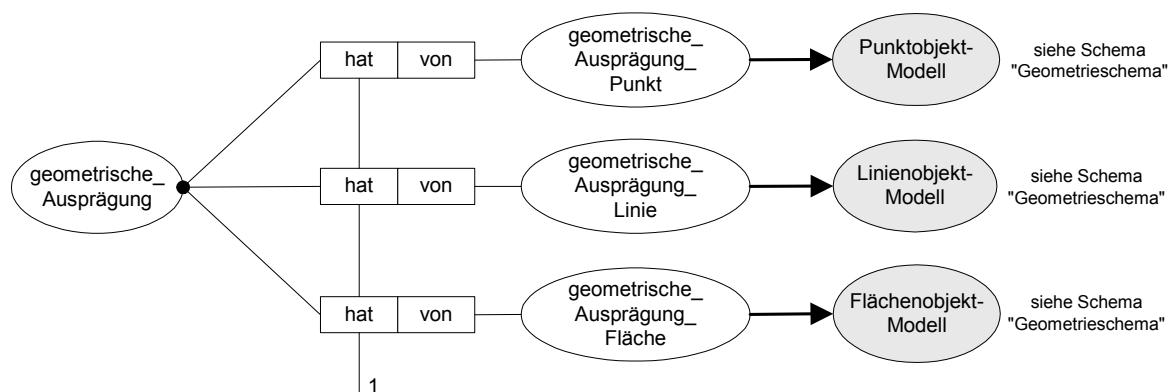 geometrische_
Ausprägung
hat
von
geometrische_
Ausprägung_
Punkt
Punktobjekt-
Modell
siehe Schema
"Geometrieschema"
hat
von
geometrische_
Ausprägung_
Linie
Linienobjekt-
Modell
siehe Schema
"Geometrieschema"
hat
von
geometrische_
Ausprägung_
Fläche
Flächenobjekt-
Modell
siehe Schema
"Geometrieschema"
1